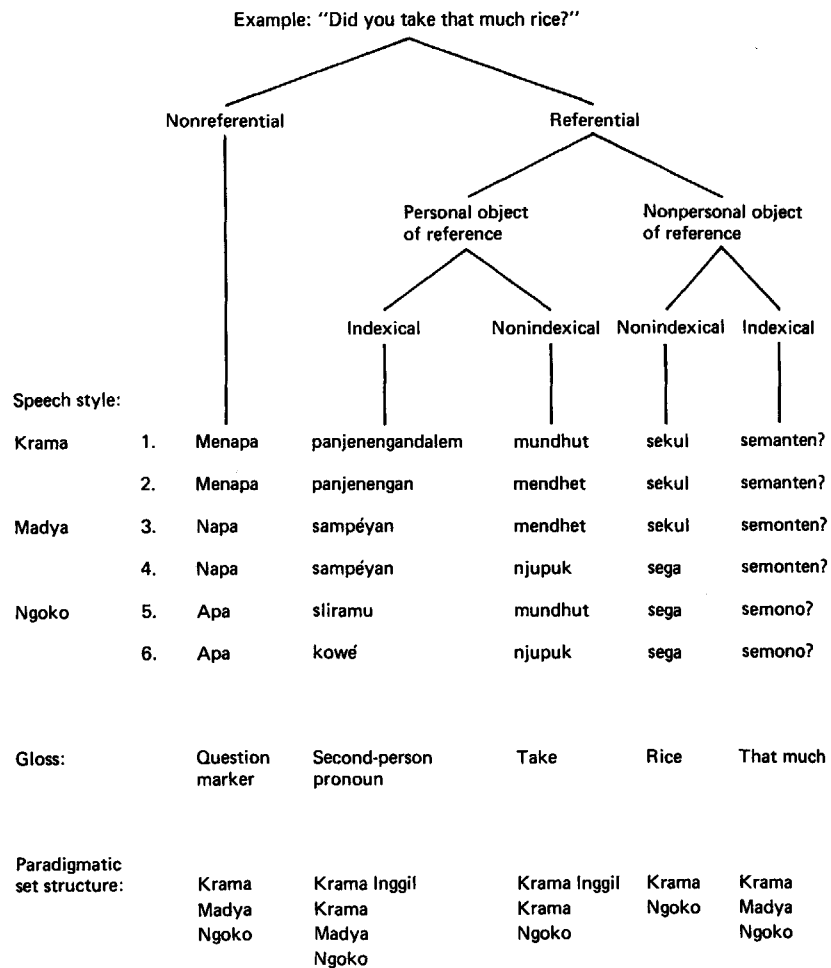 Example: "Did you take that much rice?"
Nonreferential Referential
Personal object Nonpersonal object
of reference of reference
Indexical Nonindexical Nonindexical Indexical
Speech style:
Krama 1. Menapa panjenengandalem mundhut sekul semanten?
2. Menapa panjenengan mendhet sekul semanten?
Madya 3. Napa sampéyan mendhet sekul semonten?
4. Napa sampéyan njupuk sega semonten?
Ngoko 5. Apa sliramu mundhut sega semono?
6. Apa kowé njupuk sega semono?
Gloss: Question Second-person Take Rice That much
marker pronoun
Paradigmatic
set structure:
Krama Krama Inggil Krama Inggil Krama Krama
Madya Krama Krama Ngoko Madya
Ngoko Madya Ngoko Ngoko
Ngoko